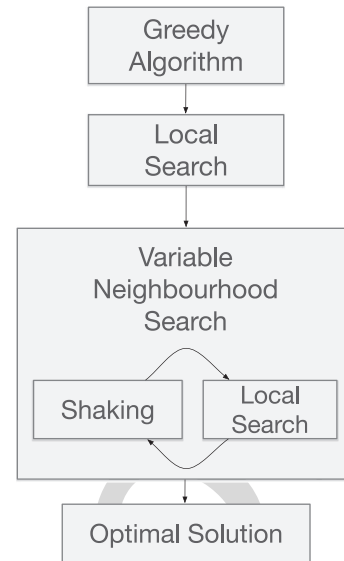 Greedy
Algorithm
Local
Search
Variable
Neighbourhood
Search
Shaking
Local
Search
Optimal Solution